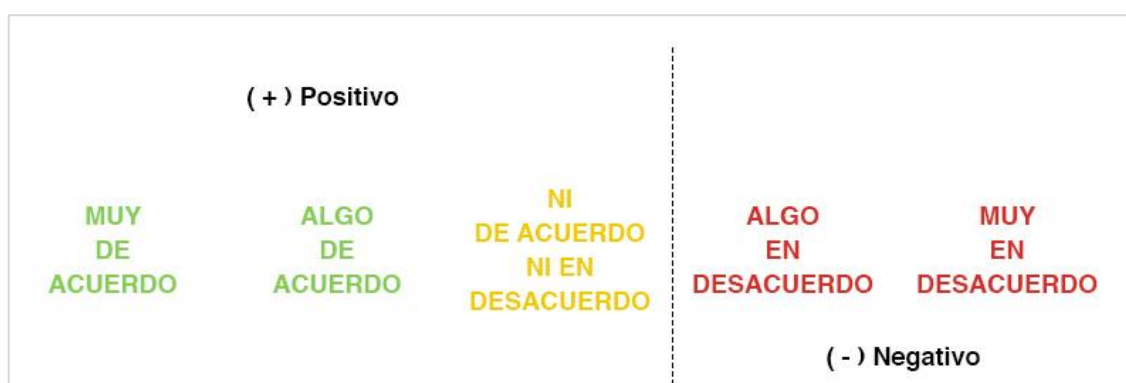 ( + ) Positivo
MUY
DE
ACUERDO
ALGO
DE
ACUERDO
NI
DE ACUERDO
NI EN
DESACUERDO
ALGO
EN
DESACUERDO
MUY
EN
DESACUERDO
( - ) Negativo